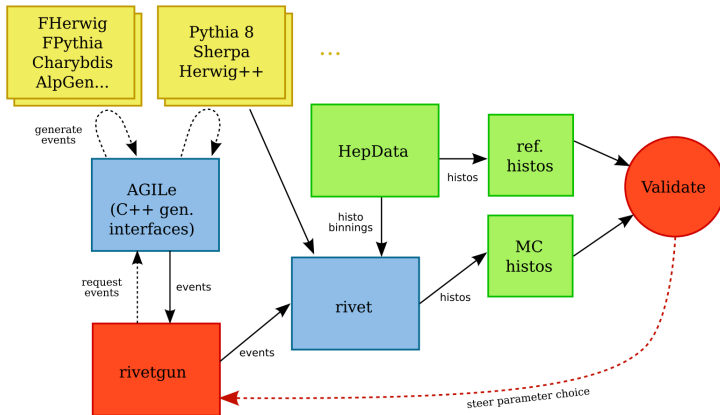 FHerwig
FPythia
Charybdis
AlpGen...
Pythia 8
Sherpa
Herwig++
...
generate
events
HepData
histos
ref.
histos
Validate
AGILe
(C++ gen.
interfaces)
histo
binnings
MC
histos
request
events
events
rivet
histos
rivetgun
events
steer parameter choice